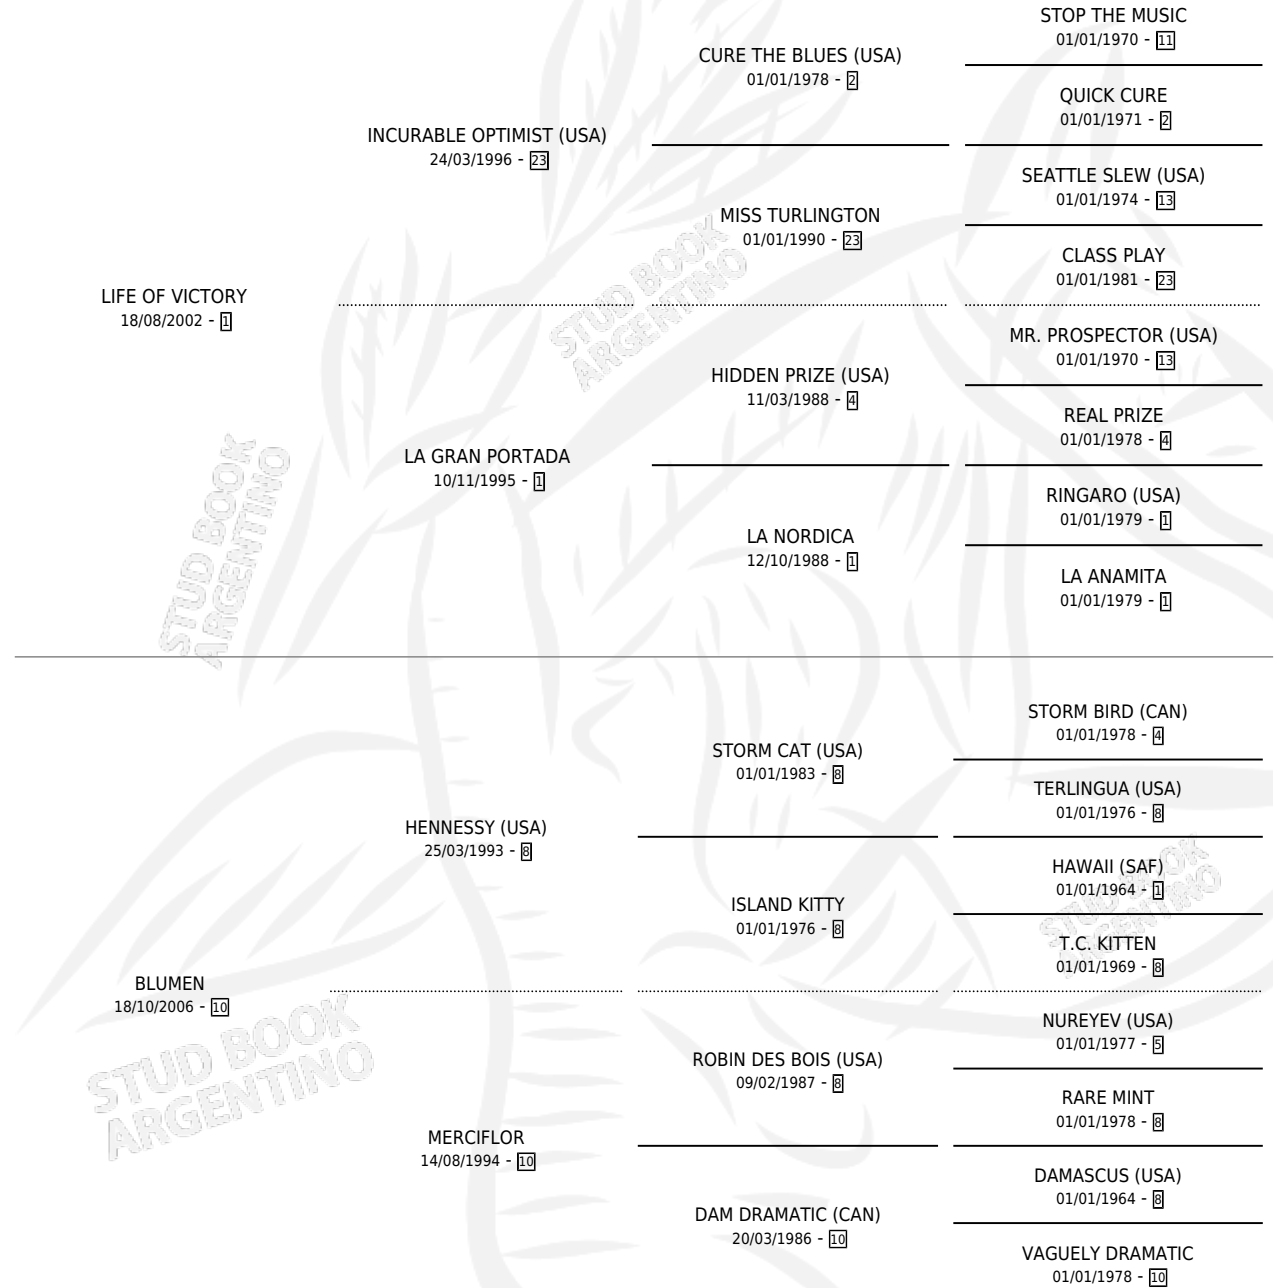 STOP THE MUSIC
01/01/1970 - 11
CURE THE BLUES (USA)
01/01/1978 - 2
QUICK CURE
01/01/1971 - 2
INCURABLE OPTIMIST (USA)
24/03/1996 - 23
SEATTLE SLEW (USA)
01/01/1974 - 13
MISS TURLINGTON
01/01/1990 - 23
CLASS PLAY
01/01/1981 - 23
LIFE OF VICTORY
18/08/2002 - 1
STUD BOOK
ARGENTINO
MR. PROSPECTOR (USA)
01/01/1970 - 13
HIDDEN PRIZE (USA)
11/03/1988 - 4
REAL PRIZE
01/01/1978 - 4
LA GRAN PORTADA
10/11/1995 - 1
RINGARO (USA)
01/01/1979 - 1
LA NORDICA
12/10/1988 - 1
LA ANAMITA
01/01/1979 - 1
STUD BOOK
ARGENTINO
STORM BIRD (CAN)
01/01/1978 - 4
STORM CAT (USA)
01/01/1983 - 8
TERLINGUA (USA)
01/01/1976 - 8
HENNESSY (USA)
25/03/1993 - 8
HAWAII (SAF)
01/01/1964 - 1
ISLAND KITTY
01/01/1976 - 8
STUD BOOK
ARGENTINO
T.C. KITTEN
01/01/1969 - 8
BLUMEN
18/10/2006 - 10
NUREYEV (USA)
01/01/1977 - 5
ROBIN DES BOIS (USA)
09/02/1987 - 8
STUD BOOK
ARGENTINO
RARE MINT
01/01/1978 - 8
MERCIFLOR
14/08/1994 - 10
DAMASCUS (USA)
01/01/1964 - 8
DAM DRAMATIC (CAN)
20/03/1986 - 10
VAGUELY DRAMATIC
01/01/1978 - 10